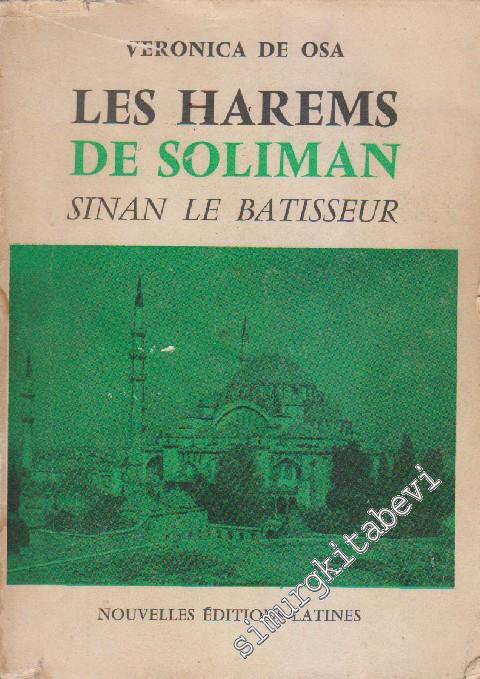 VERONICA DE OSA
LES HAREMS
DE SOLIMAN
SINAN LE BATISSEUR
NOUVELLES ÉDITIONS LATINES
simurgkitabevi